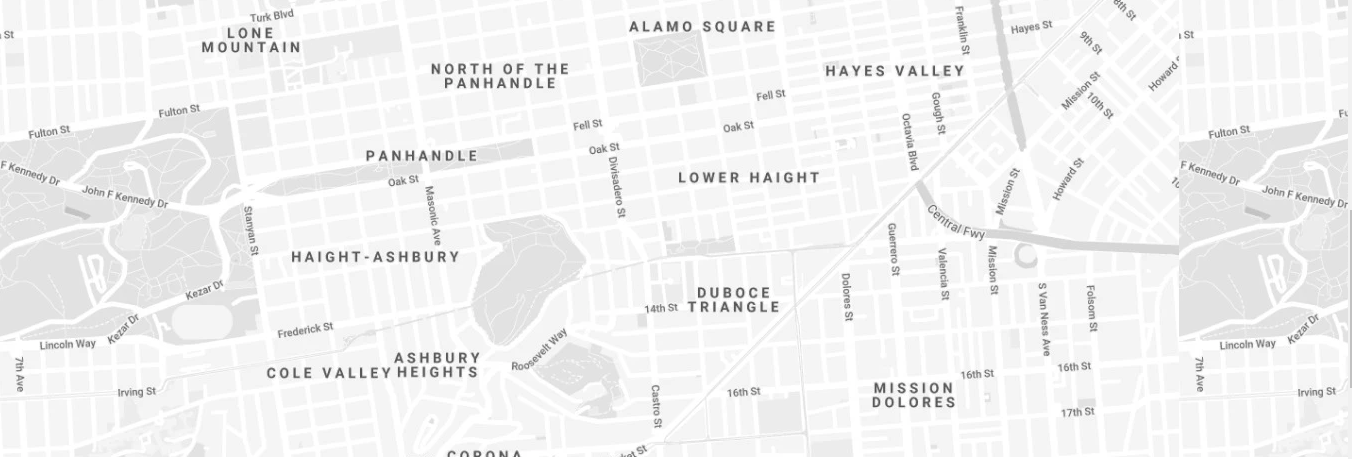 Turk Blvd
LONE
MOUNTAIN
ALAMO SQUARE
Franklin St
Hayes St
8th St
9th St
St
St
NORTH OF THE
PANHANDLE
HAYES VALLEY
Mission St
10th St
Howard
Fell St
Gough St
Fulton St
Fulton St
Fulton St
Fell St
Oak St
Octavia Blvd
PANHANDLE
Oak St
Oak St
Divisadero St
LOWER HAIGHT
Mission St
Howard St
F Kennedy Dr
John F Kennedy Dr
F Kennedy Dr
John F Kennedy Dr
Masonic Ave
Stanyan St
Central Fwy
HAIGHT-ASHBURY
Guerrero St
Valencia St
Mission St
Dolores St
S Van Ness Ave
Folsom St
DUBOCE
TRIANGLE
14th St
Kezar Dr
Kezar Dr
Kezar Dr
Frederick St
Lincoln Way
Lincoln Way
Roosevelt Way
ASHBURY
HEIGHTS
COLE VALLEY
7th Ave
7th Ave
Irving St
Irving St
Castro St
16th St
16th St
16th St
MISSION
DOLORES
17th St
CORONA